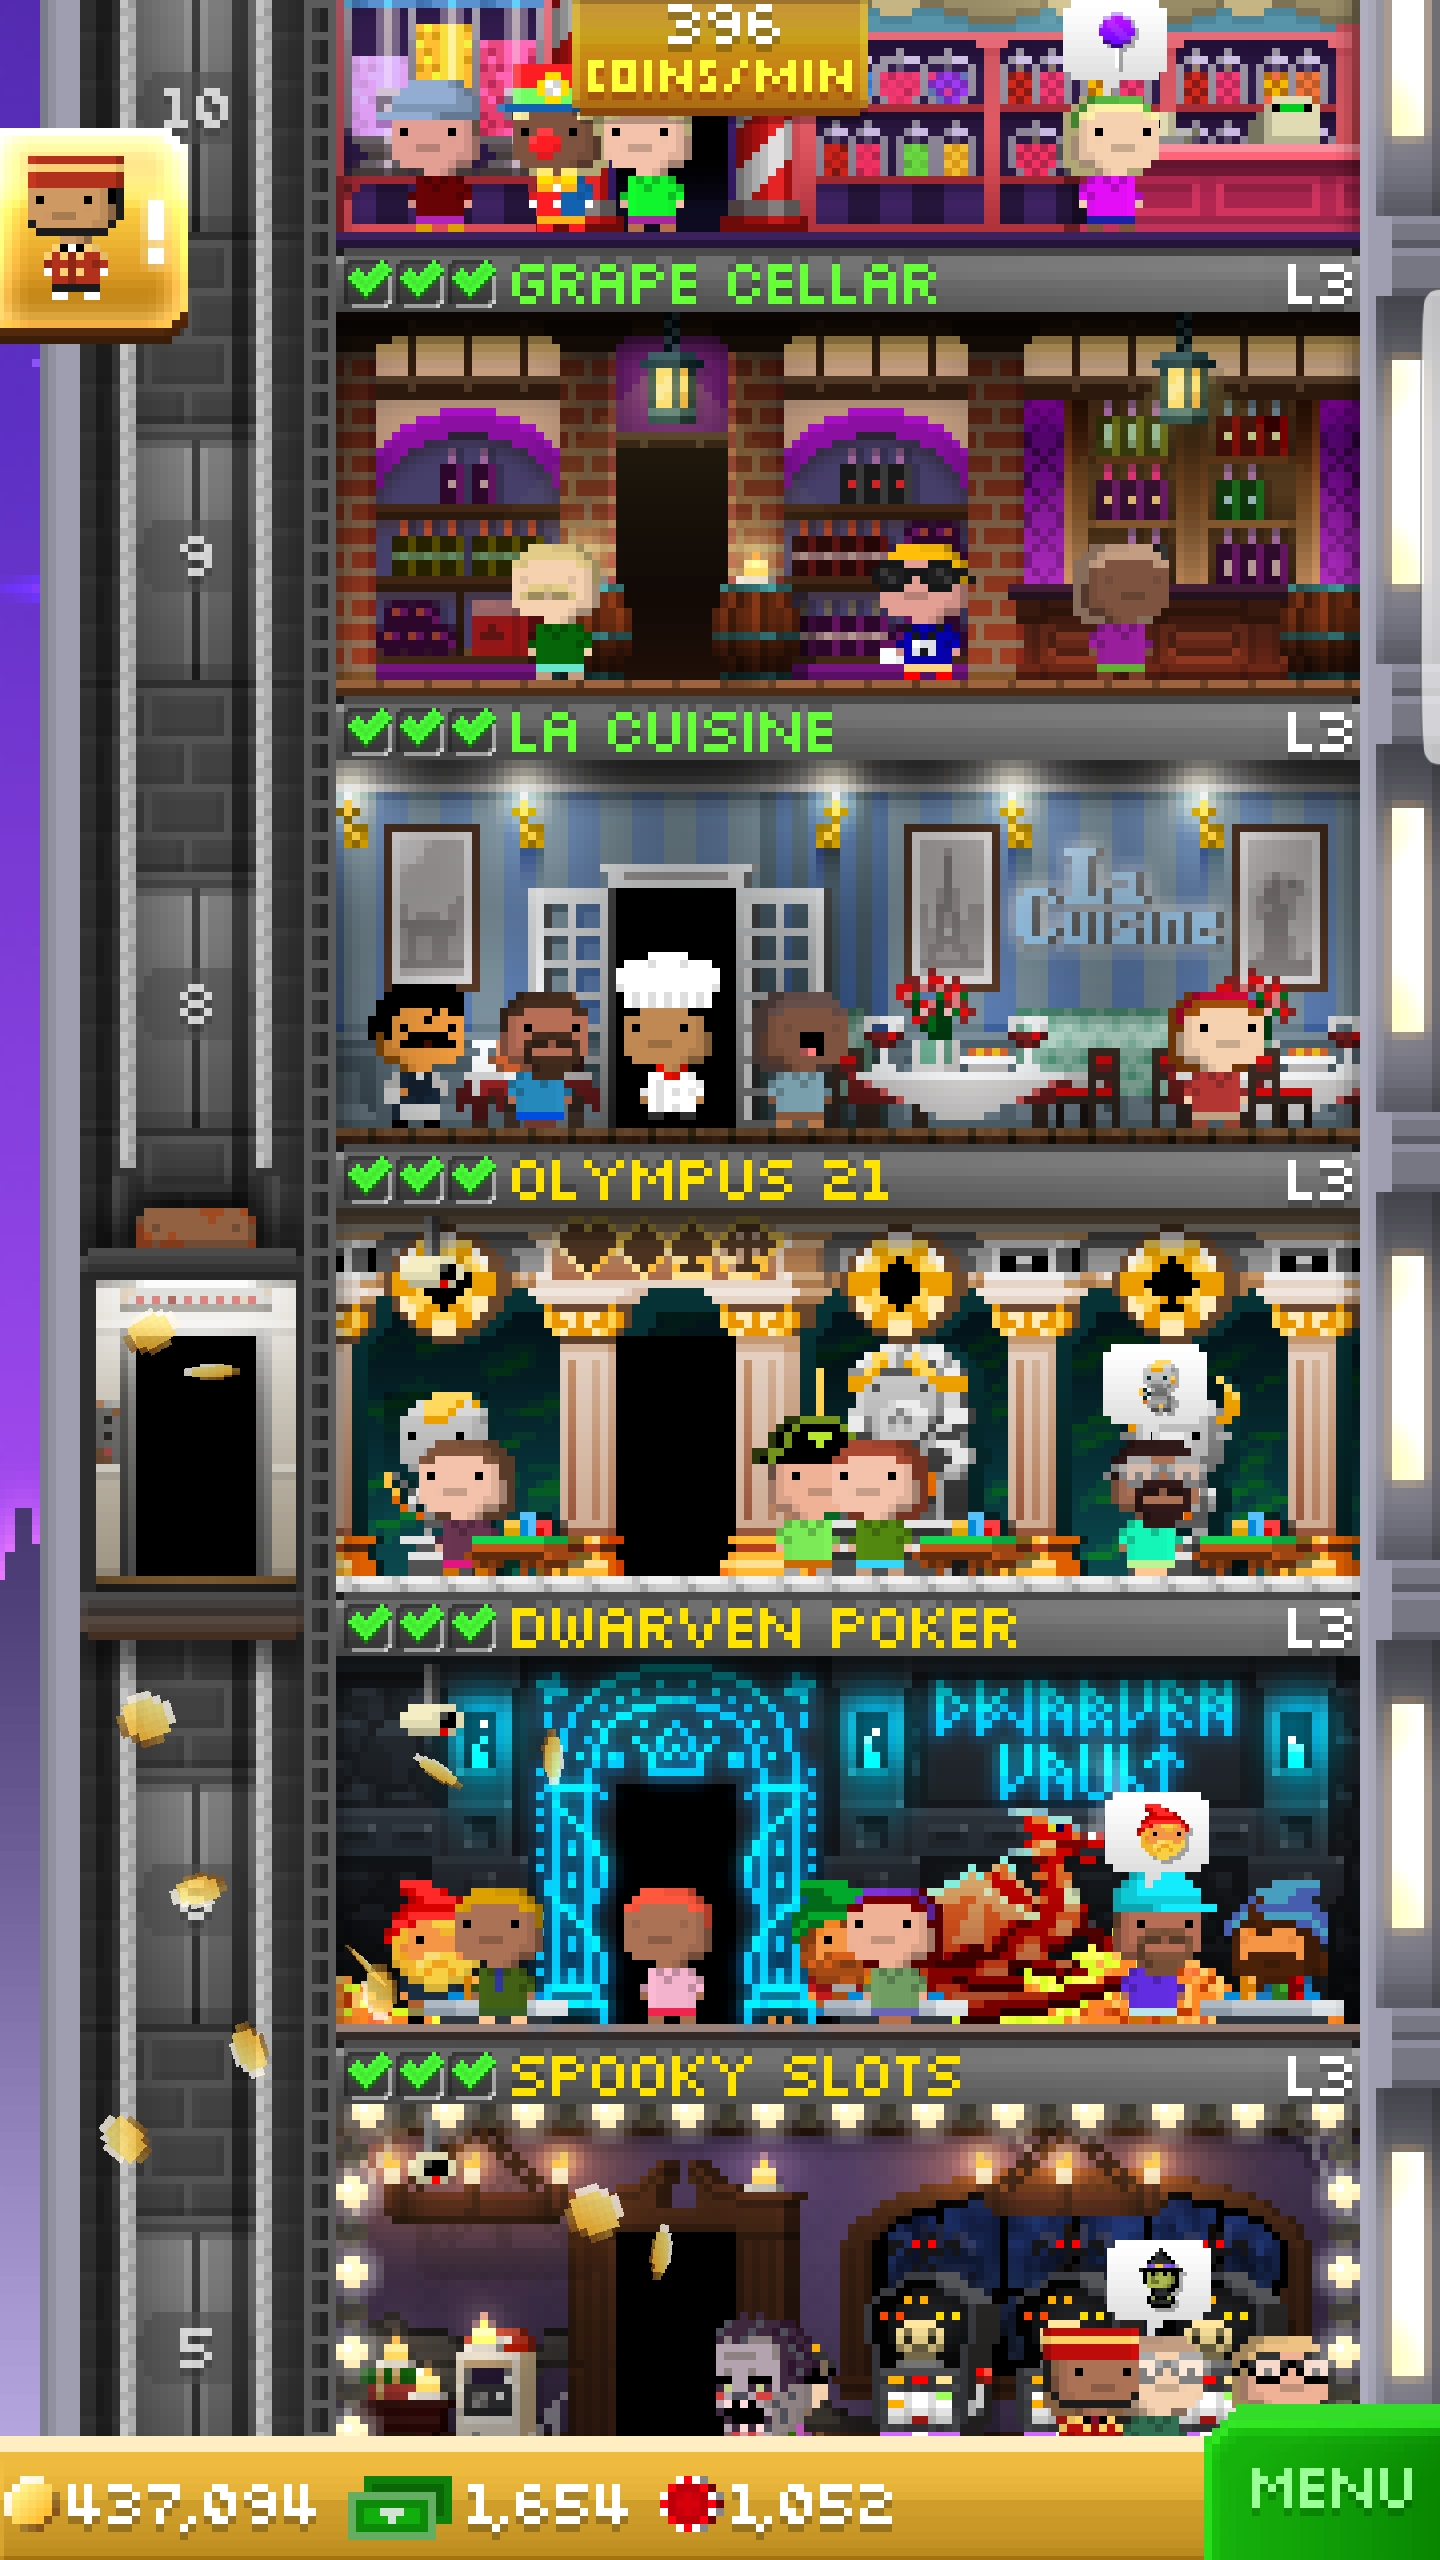 396
COINS/MIN
10
!
GRAPE CELLAR L3
9
LA CUISINE L3
La
Cuisine
8
OLYMPUS 21 L3
DWARVEN POKER L3
DWARVEN
VAULT
SPOOKY SLOTS L3
5
437,094 1,654 1,052
MENU